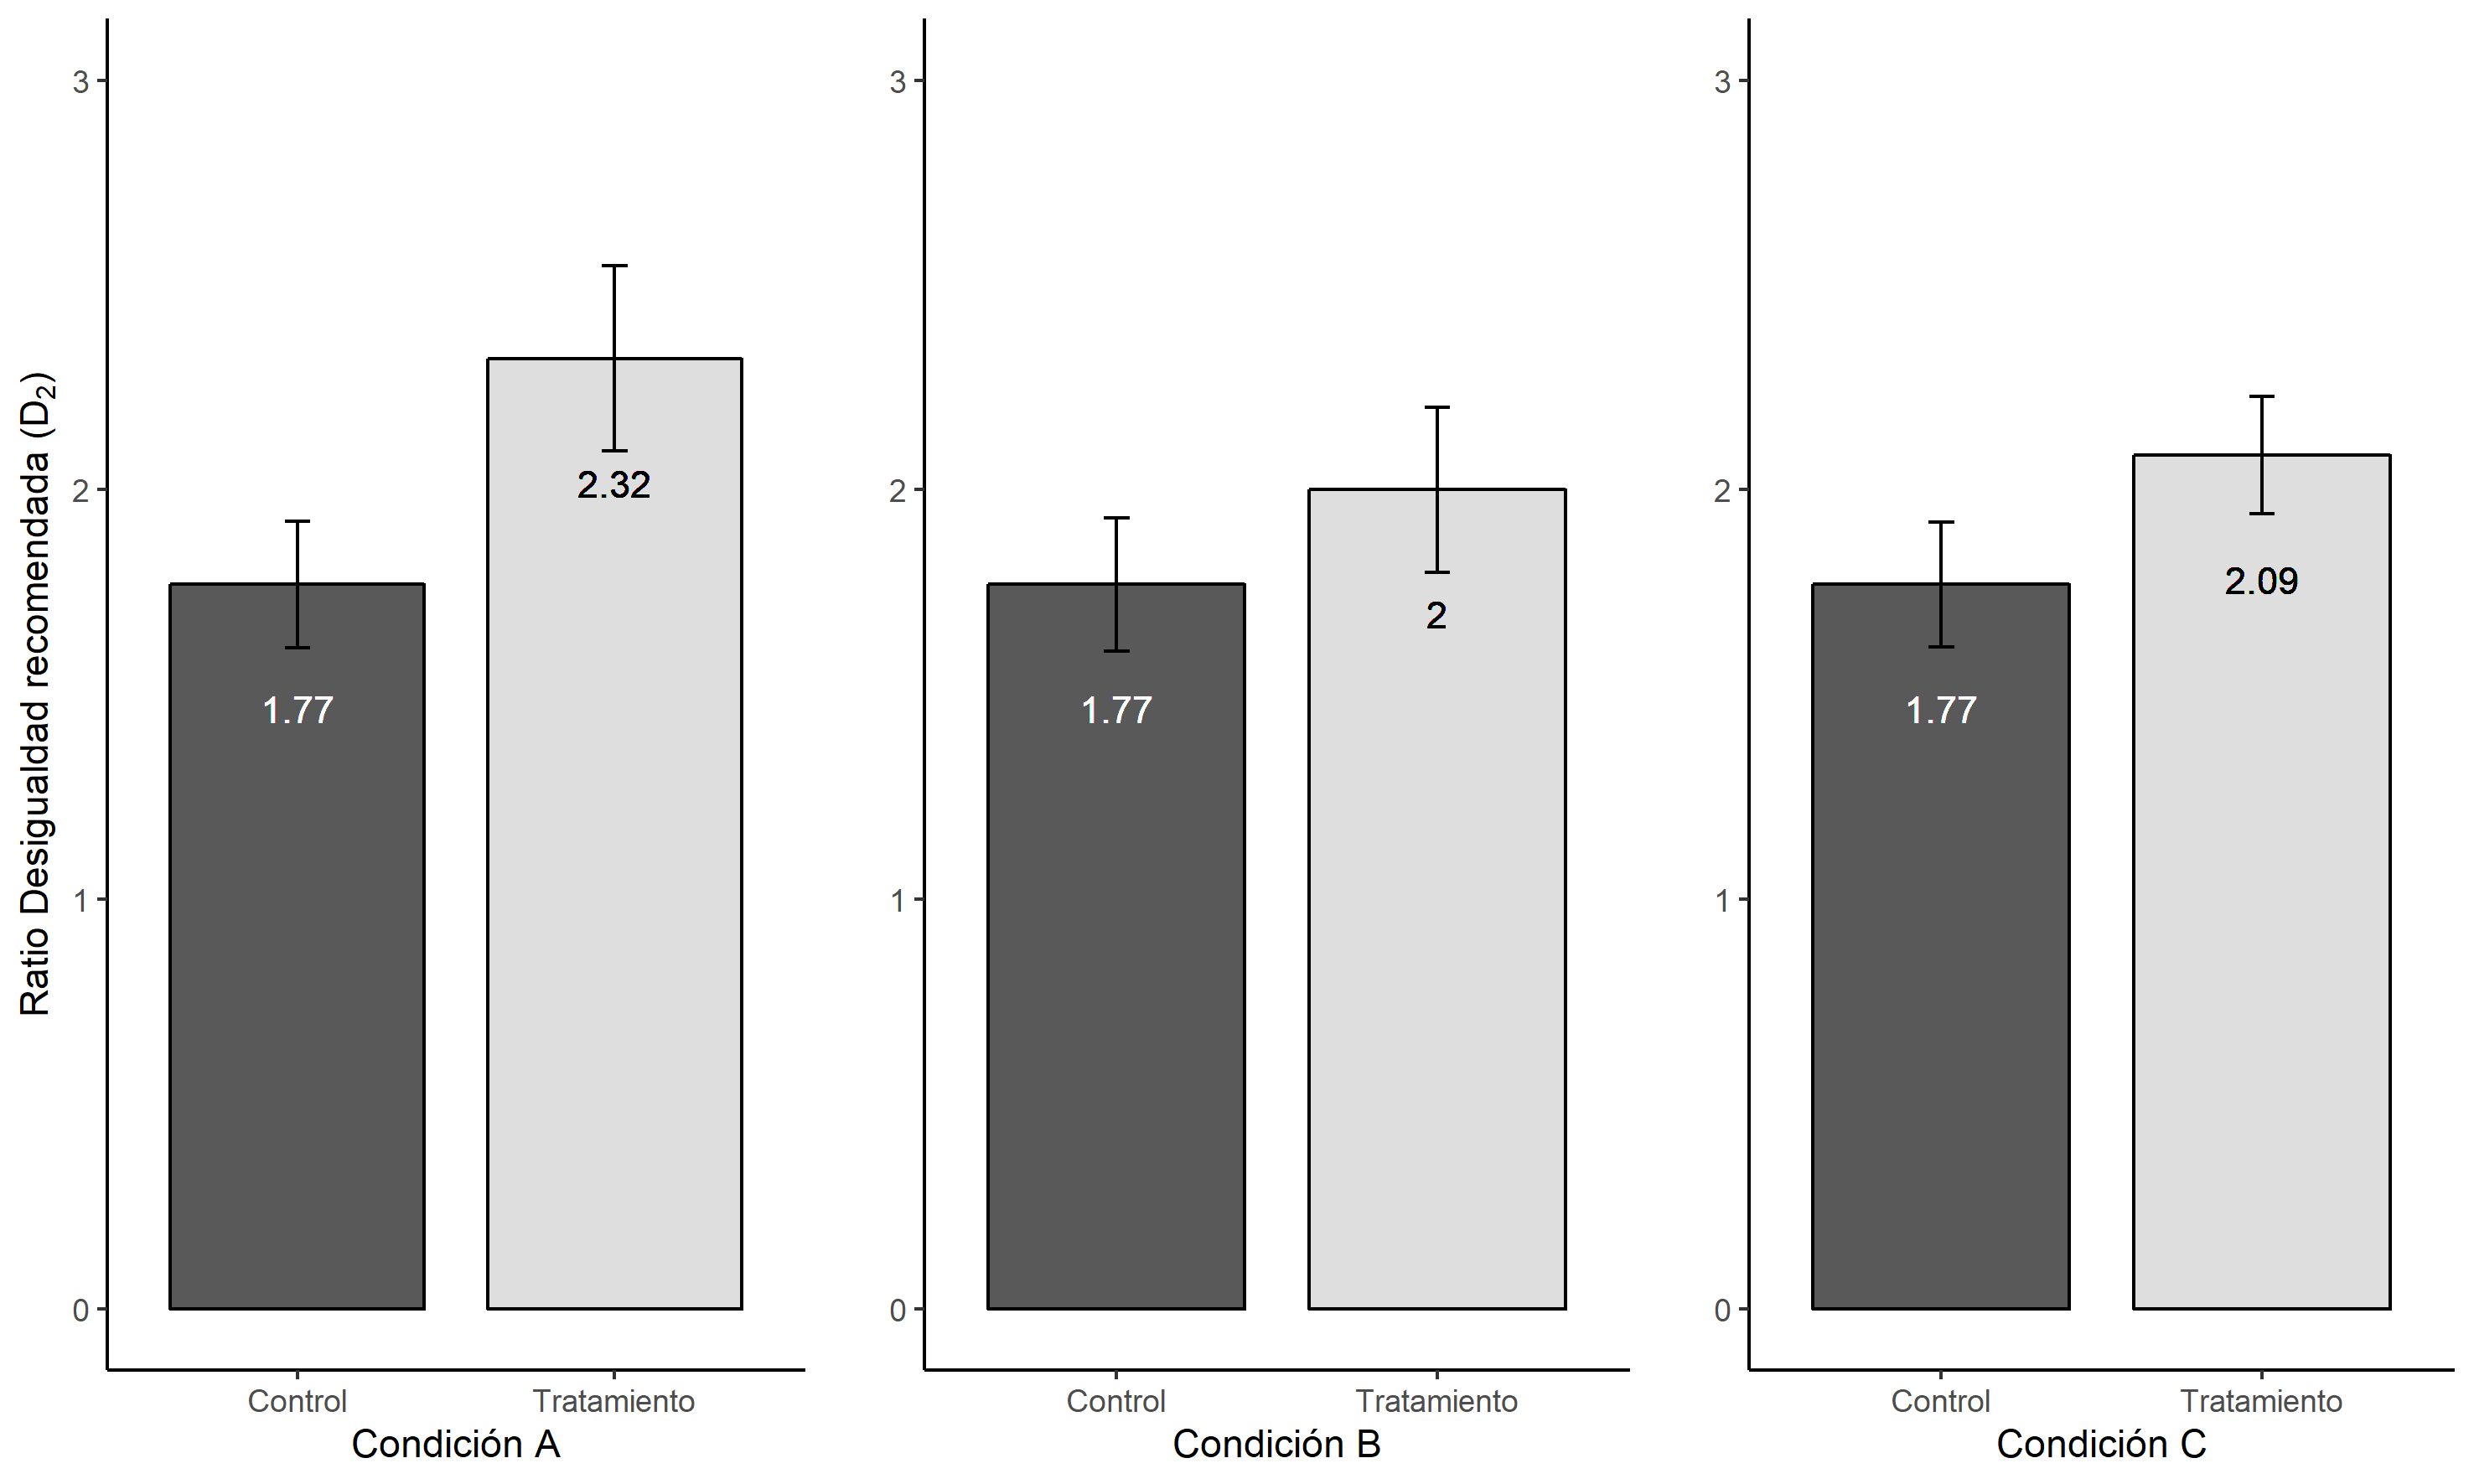 Ratio Desigualdad recomendada (D₂)
3
2
1
0
1.77
2.32
Control Tratamiento
Condición A
3
2
1
0
1.77
2
Control Tratamiento
Condición B
3
2
1
0
1.77
2.09
Control Tratamiento
Condición C